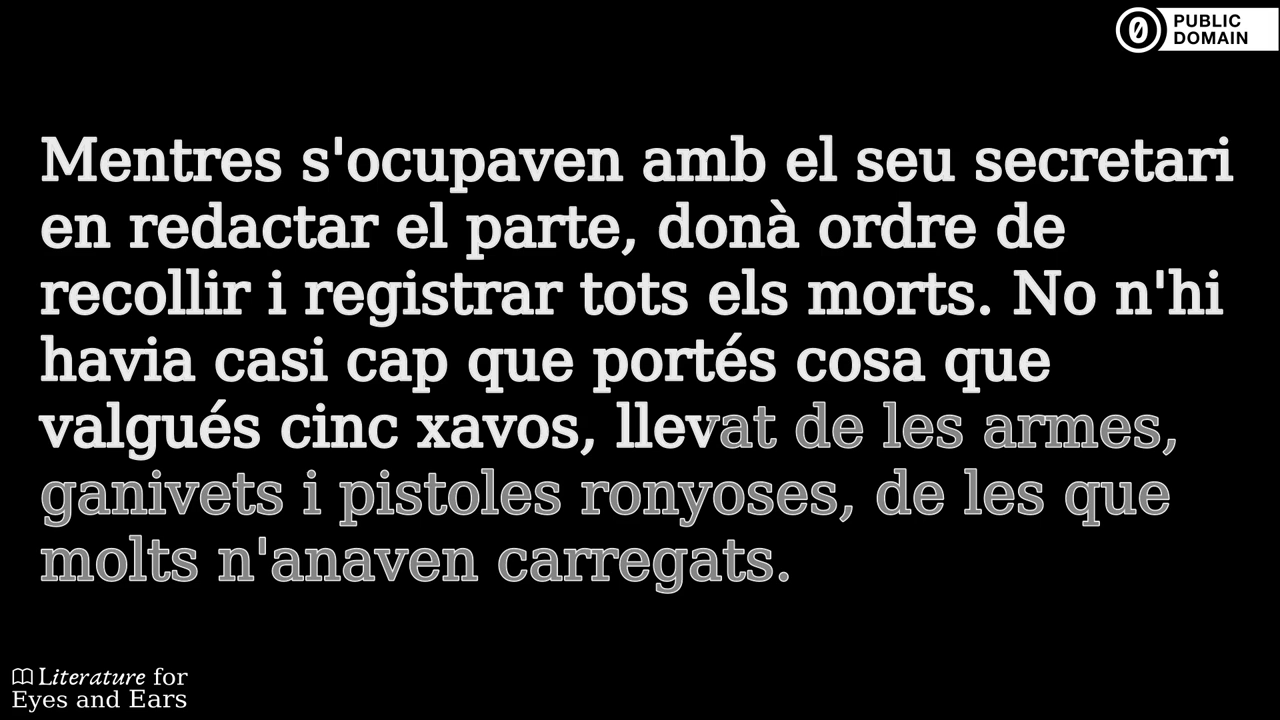 PUBLIC
DOMAIN
Mentres s'ocupaven amb el seu secretari
en redactar el parte, donà ordre de
recollir i registrar tots els morts. No n'hi
havia casi cap que portés cosa que
valgués cinc xavos, llevat de les armes,
ganivets i pistoles ronyoses, de les que
molts n'anaven carregats.
Literature for
Eyes and Ears